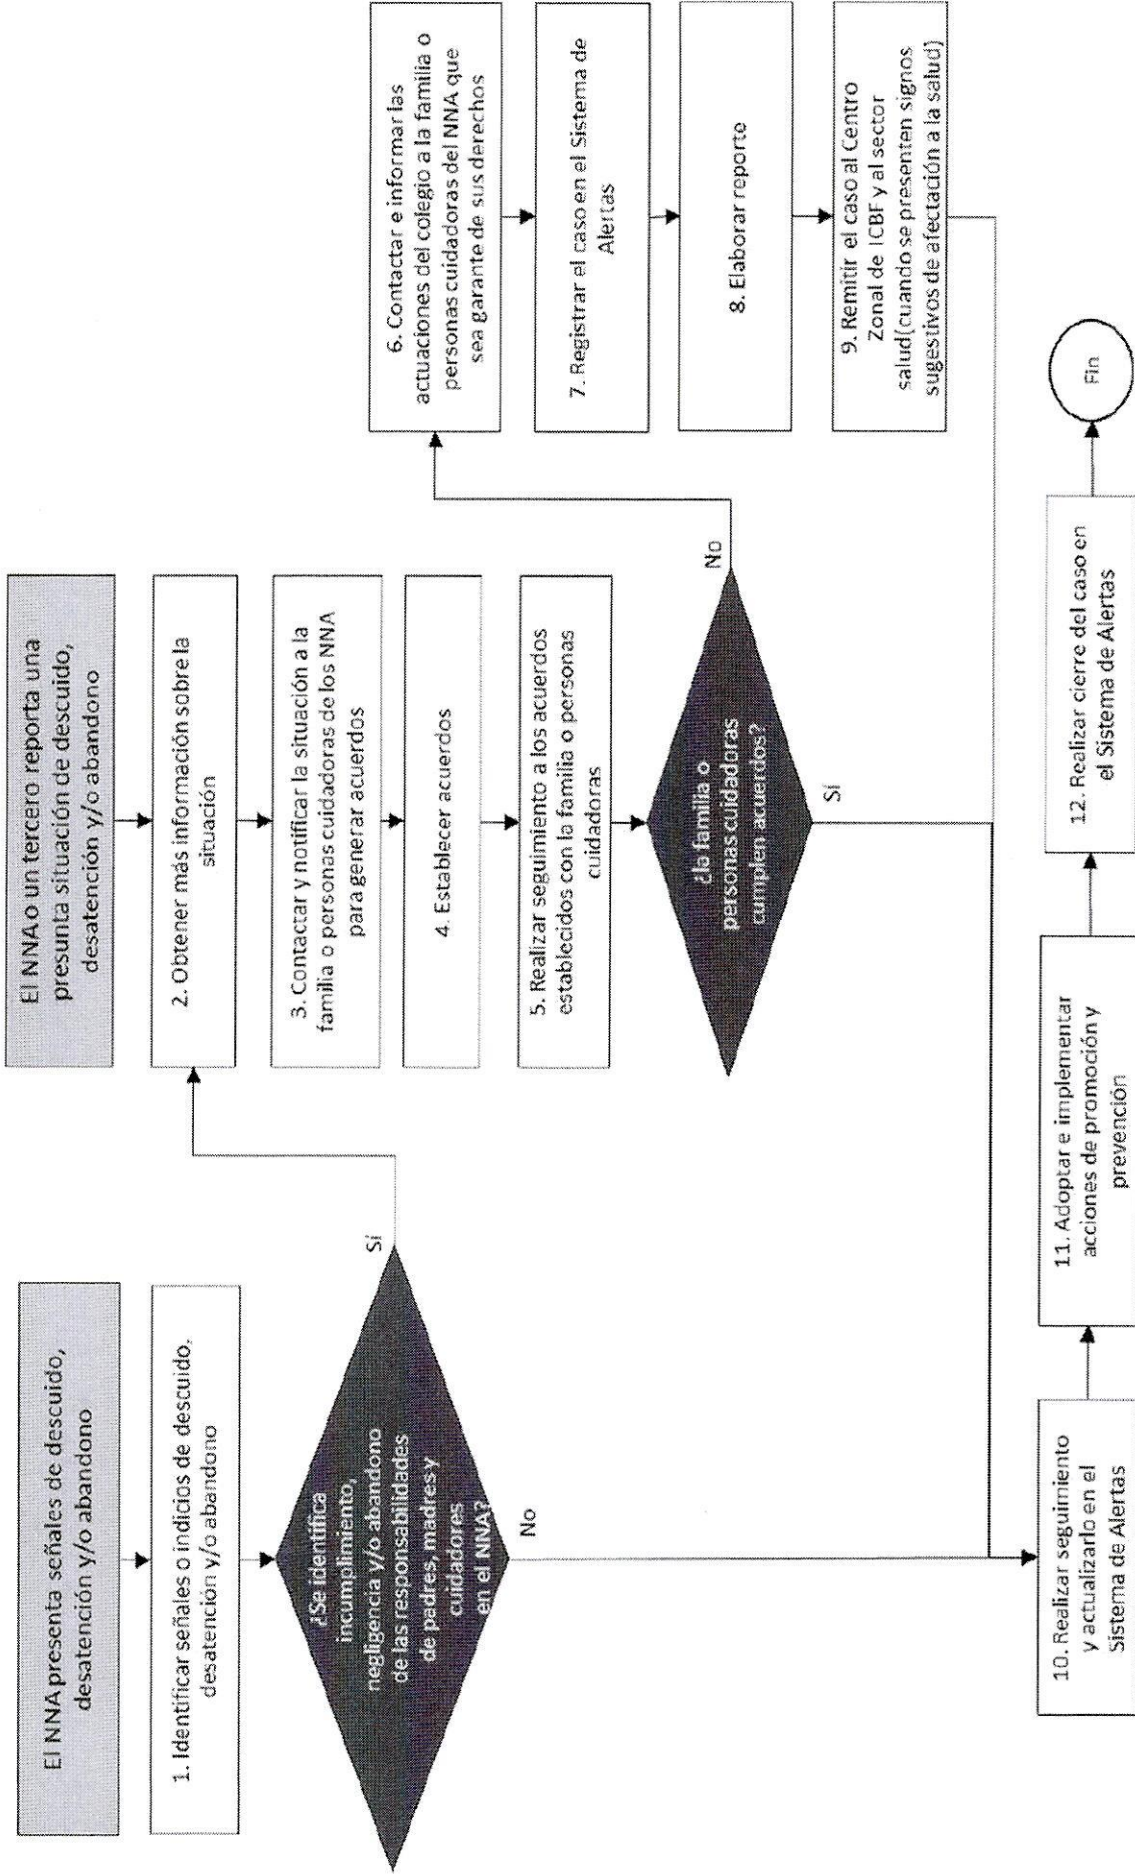 El NNA presenta señales de descuido,
desatención y/o abandono
1. Identificar señales o indicios de descuido,
desatención y/o abandono
¿Se identifica
incumplimiento,
negligencia y/o abandono
de las responsabilidades
de padres, madres y
cuidadores
en el NNA?
Sí
No
El NNA o un tercero reporta una
presunta situación de descuido,
desatención y/o abandono
2. Obtener más información sobre la
situación
3. Contactar y notificar la situación a la
familia o personas cuidadoras de los NNA
para generar acuerdos
4. Establecer acuerdos
5. Realizar seguimiento a los acuerdos
establecidos con la familia o personas
cuidadoras
¿la familia o
personas cuidadoras
cumplen acuerdos?
No
Sí
6. Contactar e informar las
actuaciones del colegio a la familia o
personas cuidadoras del NNA que
sea garante de sus derechos
7. Registrar el caso en el Sistema de
Alertas
8. Elaborar reporte
9. Remitir el caso al Centro
Zonal de ICBF y al sector
salud(cuando se presenten signos
sugestivos de afectación a la salud)
10. Realizar seguimiento
y actualizarlo en el
Sistema de Alertas
11. Adoptar e implementar
acciones de promoción y
prevención
12. Realizar cierre del caso en
el Sistema de Alertas
Fin